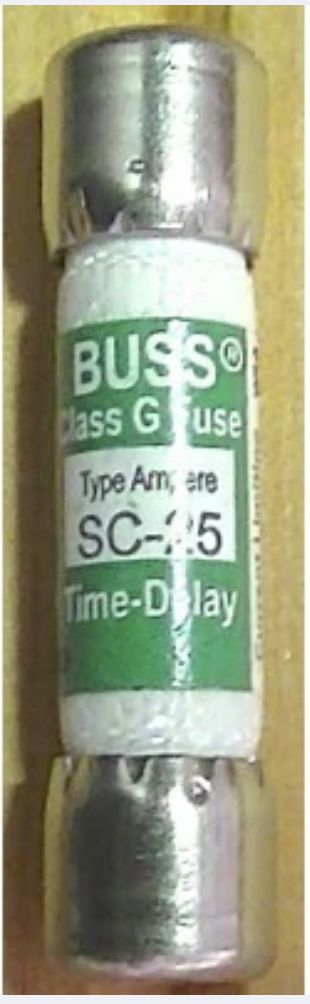 BUSS®
Class G Fuse
Type Ampere
SC-25
Time-Delay